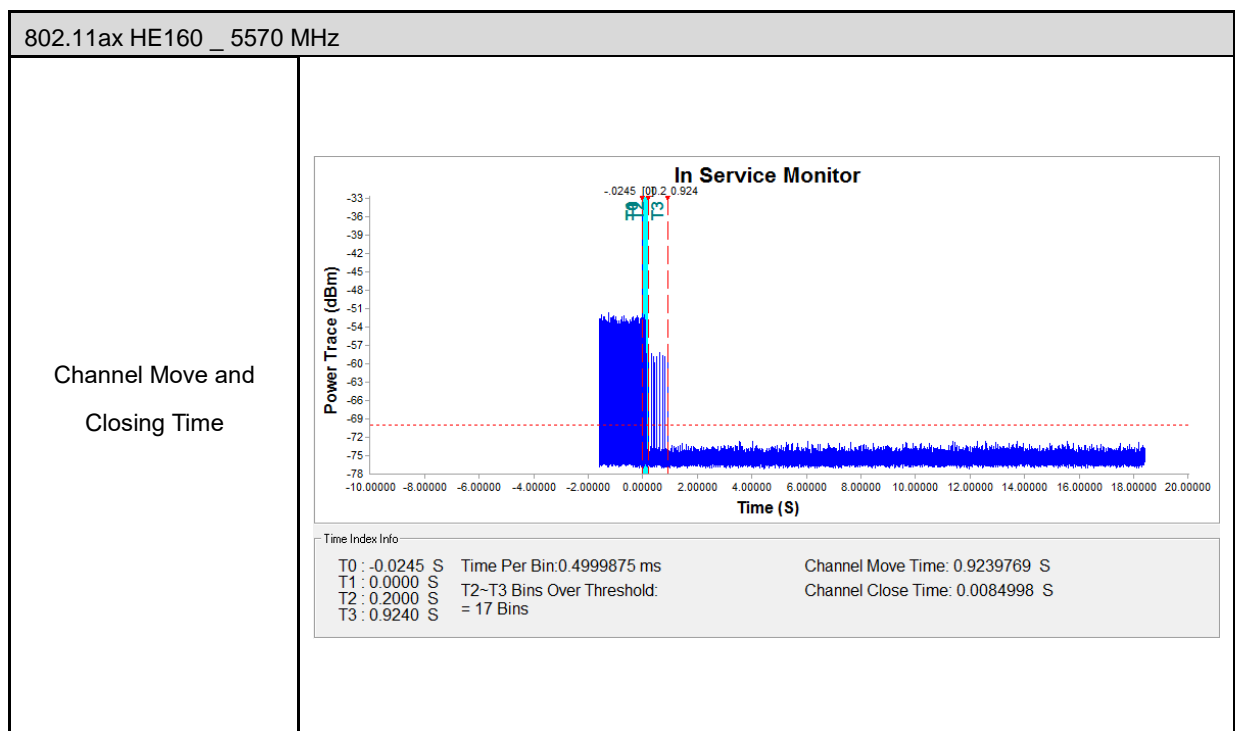 802.11ax HE160 _ 5570 MHz
Channel Move and
Closing Time
In Service Monitor
-.0245 0.2 0.924
T2 T3
Power Trace (dBm)
-33
-36
-39
-42
-45
-48
-51
-54
-57
-60
-63
-66
-69
-72
-75
-78
-10.00000 -8.00000 -6.00000 -4.00000 -2.00000 0.00000 2.00000 4.00000 6.00000 8.00000 10.00000 12.00000 14.00000 16.00000 18.00000 20.00000
Time (S)
Time Index Info
T0 : -0.0245 S
T1 : 0.0000 S
T2 : 0.2000 S
T3 : 0.9240 S
Time Per Bin:0.4999875 ms
T2~T3 Bins Over Threshold:
= 17 Bins
Channel Move Time: 0.9239769 S
Channel Close Time: 0.0084998 S